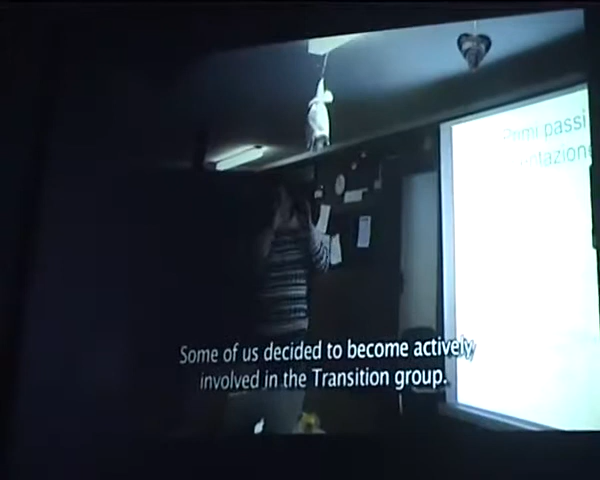 Primi passi
Some of us decided to become actively
involved in the Transition group.